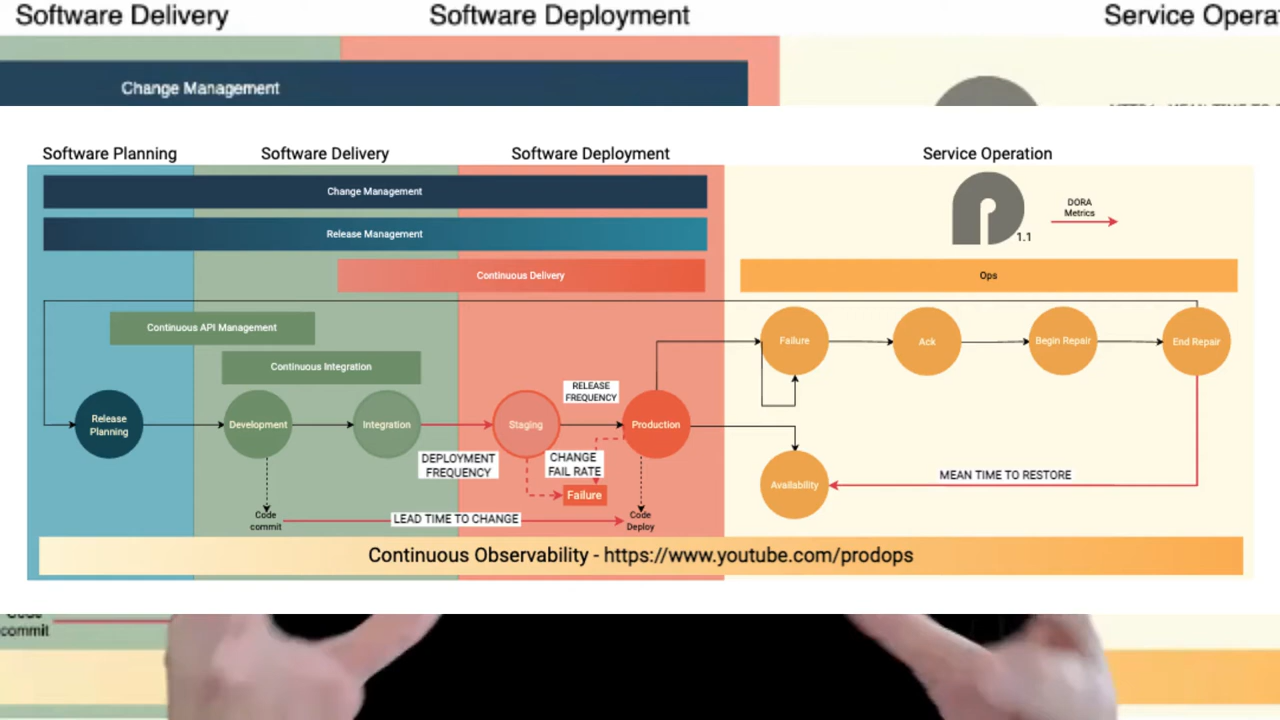 Software Delivery
Software Deployment
Service Opera
Change Management
Software Planning
Software Delivery
Software Deployment
Service Operation
Change Management
Release Management
Continuous Delivery
DORA
Metrics
1.1
Ops
Continuous API Management
Continuous Integration
Failure
Ack
Begin Repair
End Repair
RELEASE
FREQUENCY
Release
Planning
Development
Integration
Staging
Production
DEPLOYMENT
FREQUENCY
CHANGE
FAIL RATE
Failure
Availability
MEAN TIME TO RESTORE
Code
commit
LEAD TIME TO CHANGE
Code
Deploy
Continuous Observability - https://www.youtube.com/prodops
commit